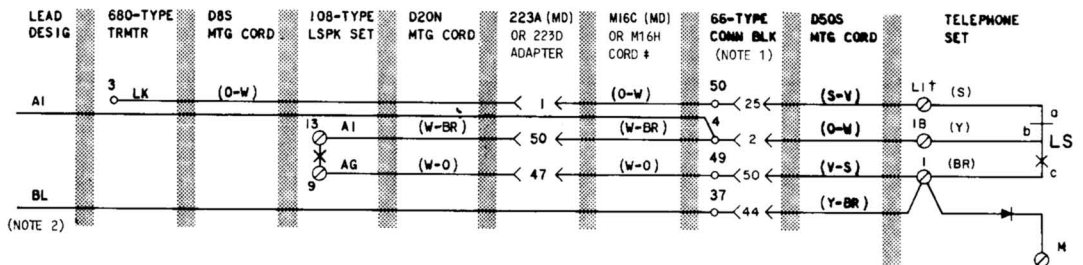 LEAD DESIG
680-TYPE TRMTR
D8S MTG CORD
108-TYPE LSPK SET
D20N MTG CORD
223A (MD) OR 223D ADAPTER
M16C (MD) OR M16H CORD ‡
66-TYPE CONN BLK (NOTE 1)
D50S MTG CORD
TELEPHONE SET
3 LK (O-W) 1 (O-W) 50 25 (S-V) L1† (S)
A1
a
13 A1 (W-BR) 50 (W-BR) 4 2 (O-W) 1B (Y) b LS
9 AG (W-O) 47 (W-O) 49 50 (V-S) 1 (BR) c
BL 37 44 (Y-BR)
(NOTE 2)
M